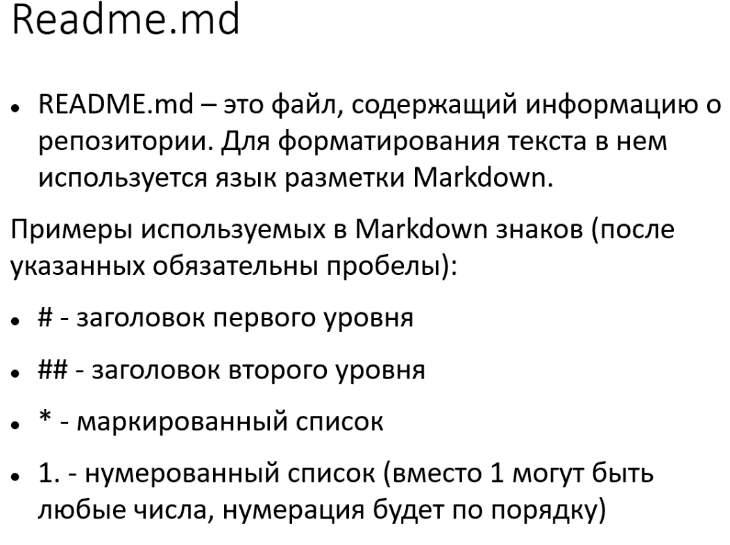 Readme.md
• README.md – это файл, содержащий информацию о
репозитории. Для форматирования текста в нем
используется язык разметки Markdown.
Примеры используемых в Markdown знаков (после
указанных обязательны пробелы):
• # - заголовок первого уровня
• ## - заголовок второго уровня
• * - маркированный список
• 1. - нумерованный список (вместо 1 могут быть
любые числа, нумерация будет по порядку)